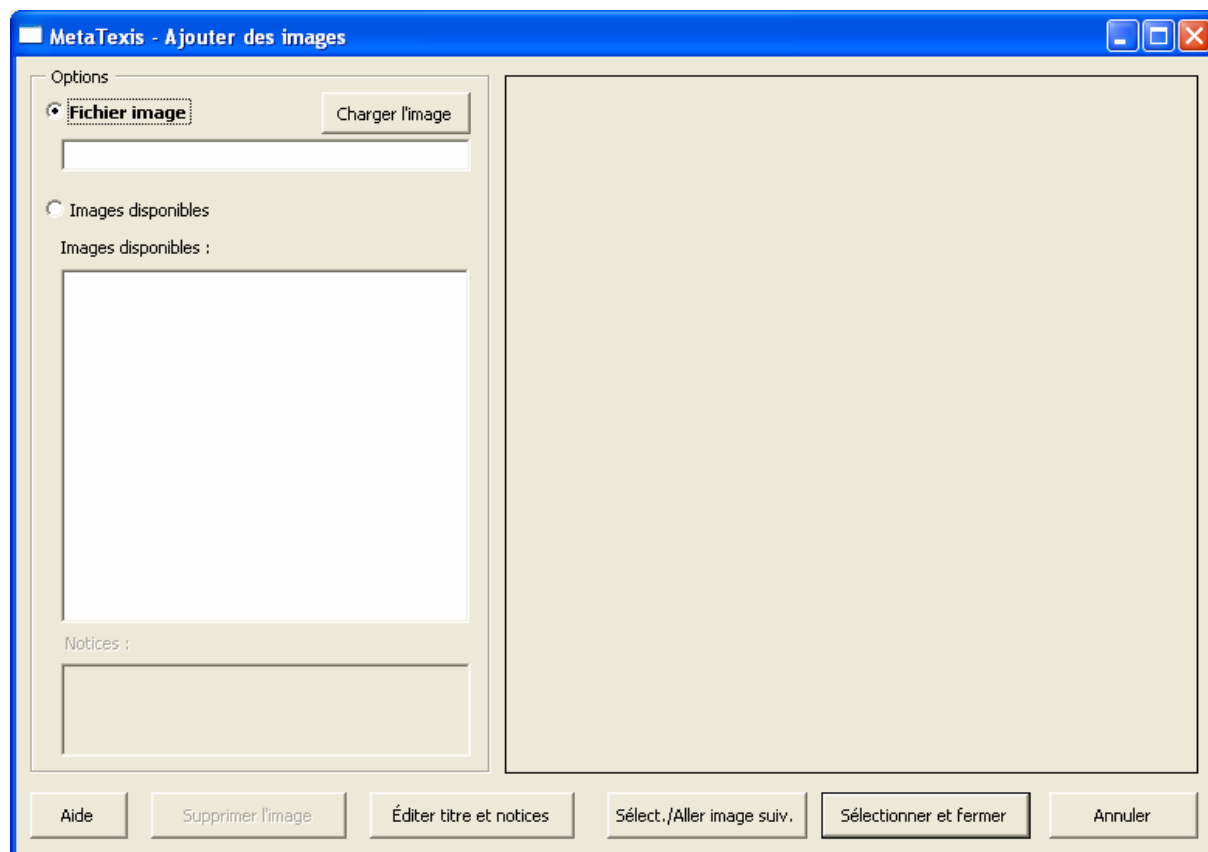 MetaTexis - Ajouter des images
Options
Fichier image
Charger l'image
Images disponibles
Images disponibles :
Notices :
Aide
Supprimer l'image
Éditer titre et notices
Sélect./Aller image suiv.
Sélectionner et fermer
Annuler